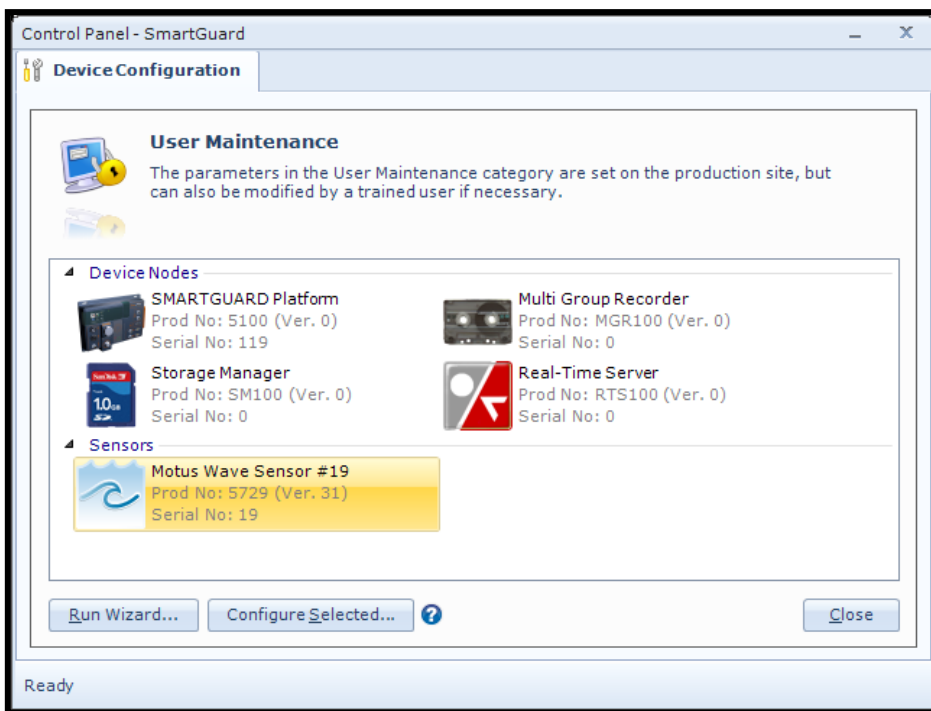 Control Panel - SmartGuard
Device Configuration
User Maintenance
The parameters in the User Maintenance category are set on the production site, but
can also be modified by a trained user if necessary.
Device Nodes
SMARTGUARD Platform
Prod No: 5100 (Ver. 0)
Serial No: 119
Multi Group Recorder
Prod No: MGR100 (Ver. 0)
Serial No: 0
Storage Manager
Prod No: SM100 (Ver. 0)
Serial No: 0
SanDisk
1.0GB
Real-Time Server
Prod No: RTS100 (Ver. 0)
Serial No: 0
Sensors
Motus Wave Sensor #19
Prod No: 5729 (Ver. 31)
Serial No: 19
Run Wizard...
Configure Selected...
?
Close
Ready